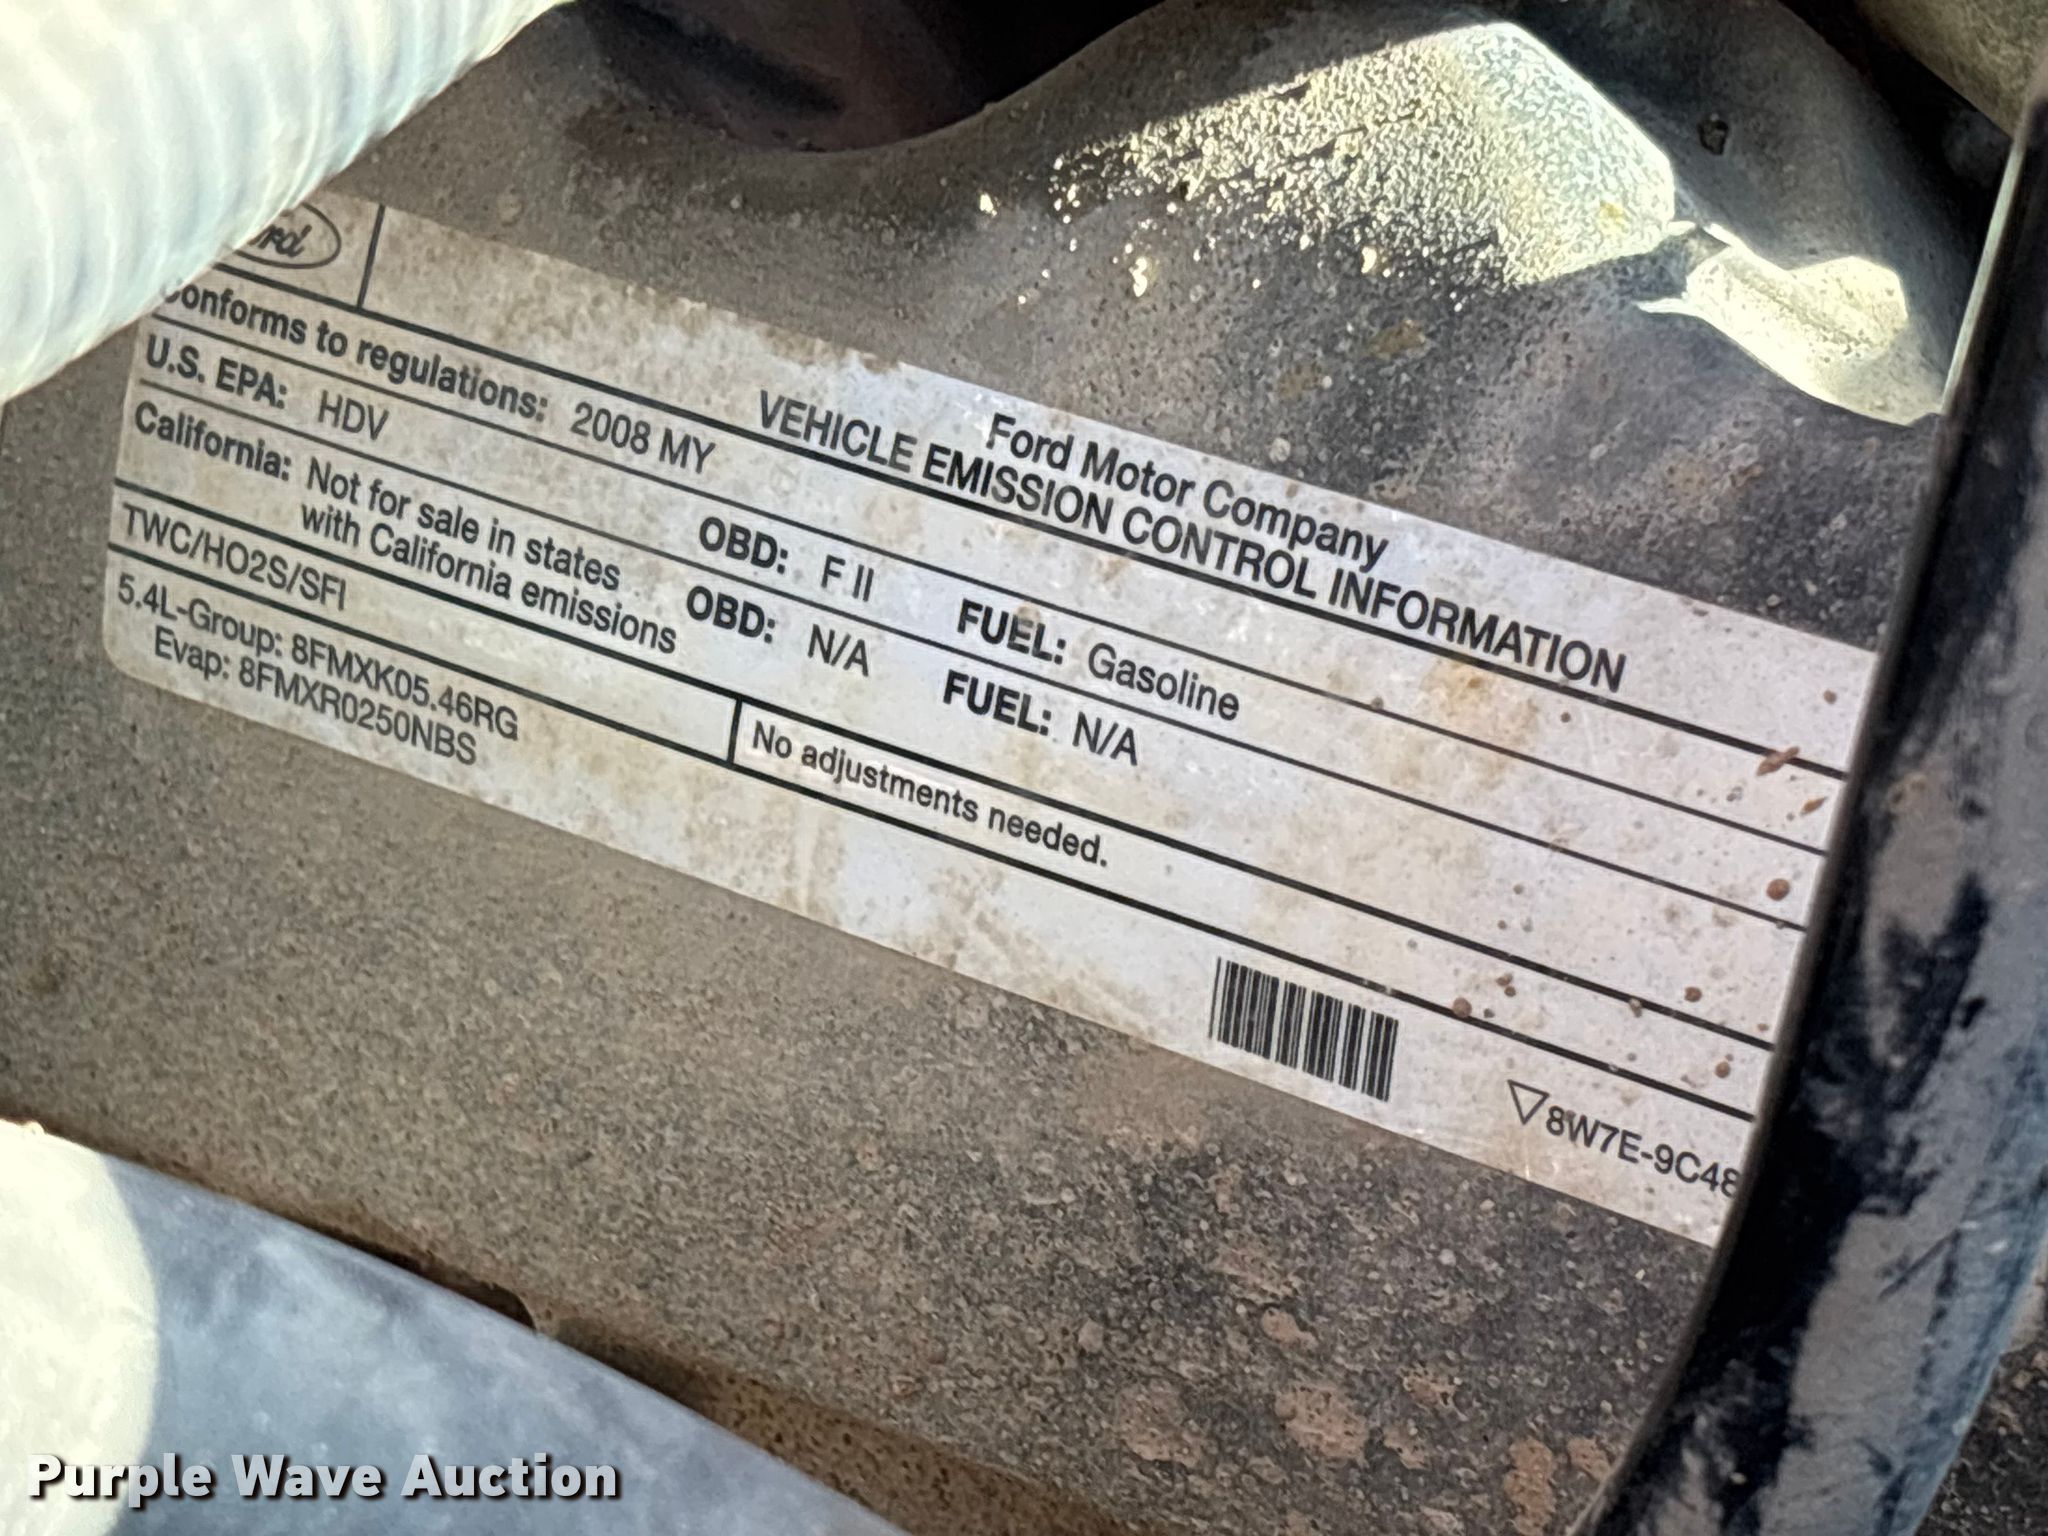 Ford Motor Company
VEHICLE EMISSION CONTROL INFORMATION
Conforms to regulations: 2008 MY
U.S. EPA: HDV OBD: F II FUEL: Gasoline
California: Not for sale in states OBD: N/A FUEL: N/A
with California emissions
TWC/HO2S/SFI No adjustments needed.
5.4L-Group: 8FMXK05.46RG
Evap: 8FMXR0250NBS
8W7E-9C48
Purple Wave Auction